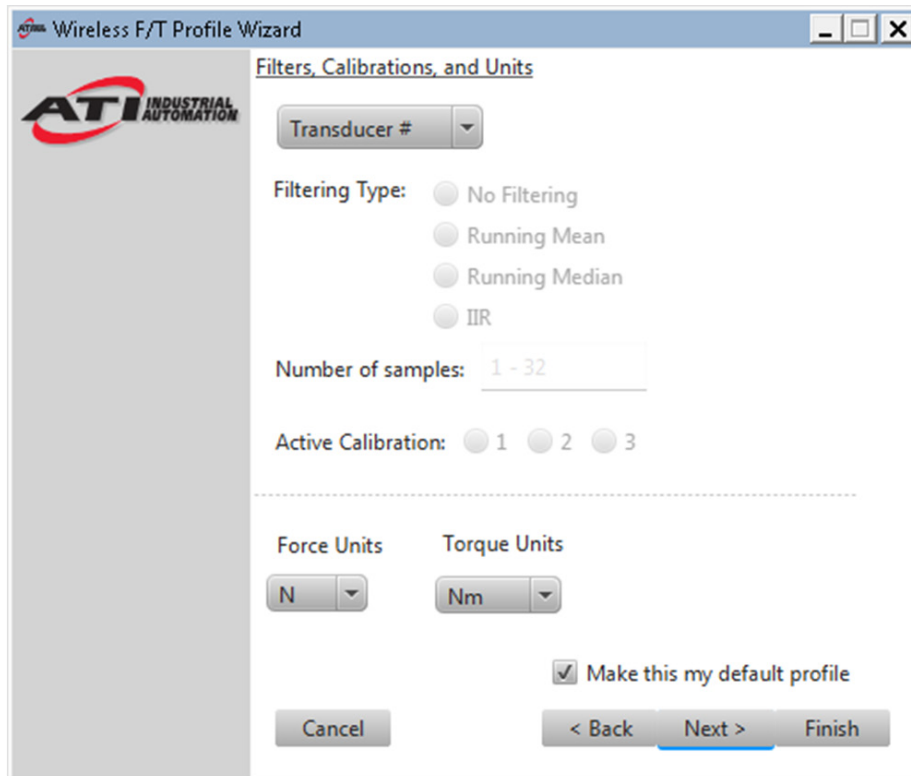 ATI Wireless F/T Profile Wizard
ATI INDUSTRIAL
AUTOMATION
Filters, Calibrations, and Units
Transducer #
Filtering Type:
No Filtering
Running Mean
Running Median
IIR
Number of samples: 1 - 32
Active Calibration: 1 2 3
Force Units Torque Units
N Nm
Make this my default profile
Cancel < Back Next > Finish